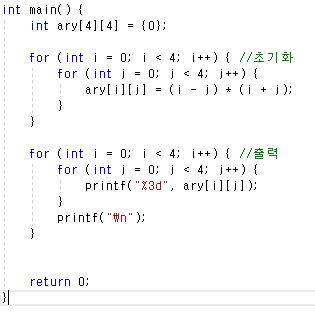 int main() {
    int ary[4][4] = {0};

    for (int i = 0; i < 4; i++) { //초기화
        for (int j = 0; j < 4; j++) {
            ary[i][j] = (i - j) * (i + j);
        }
    }

    for (int i = 0; i < 4; i++) { //출력
        for (int j = 0; j < 4; j++) {
            printf("%3d", ary[i][j]);
        }
        printf("₩n");
    }


    return 0;
}